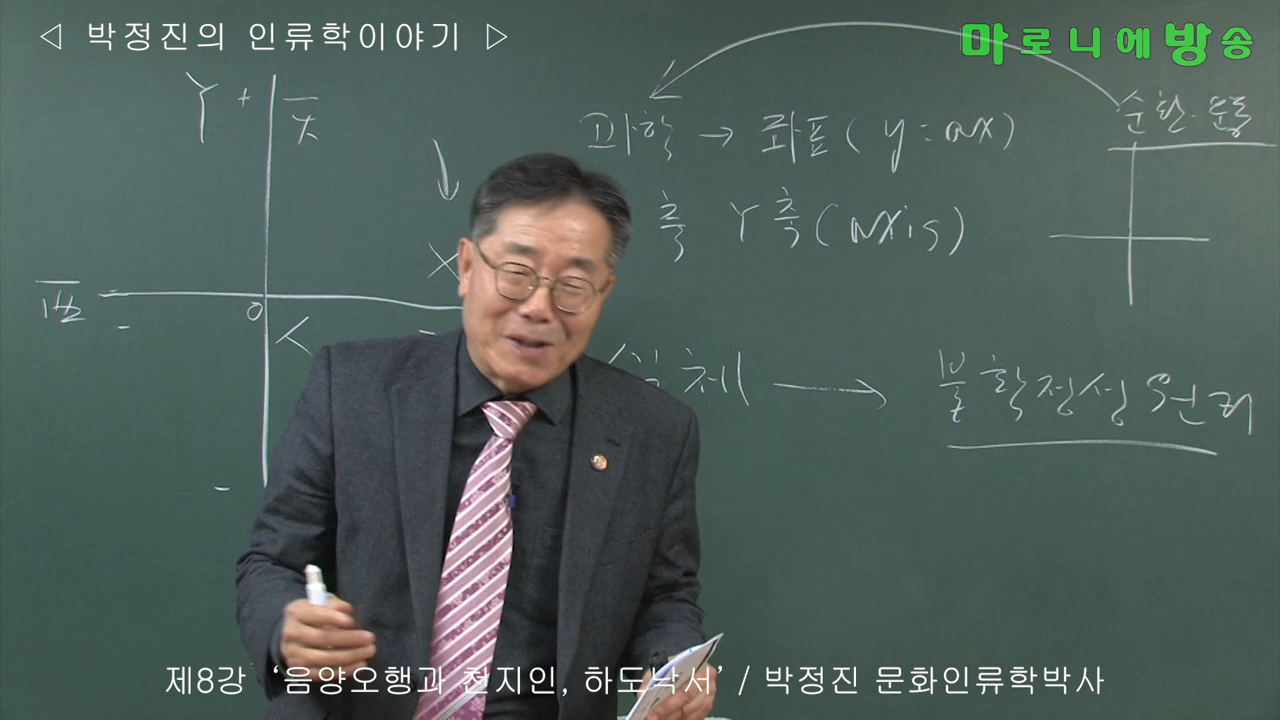 ◁ 박정진의 인류학이야기 ▷
마로니에방송
Y +
순환·운동
과학 → 좌표 ( y = ax )
축 Y축 (axis)
X
0
체 → 불확정성 원리
제8강 ‘음양오행과 천지인, 하도낙서’ / 박정진 문화인류학박사